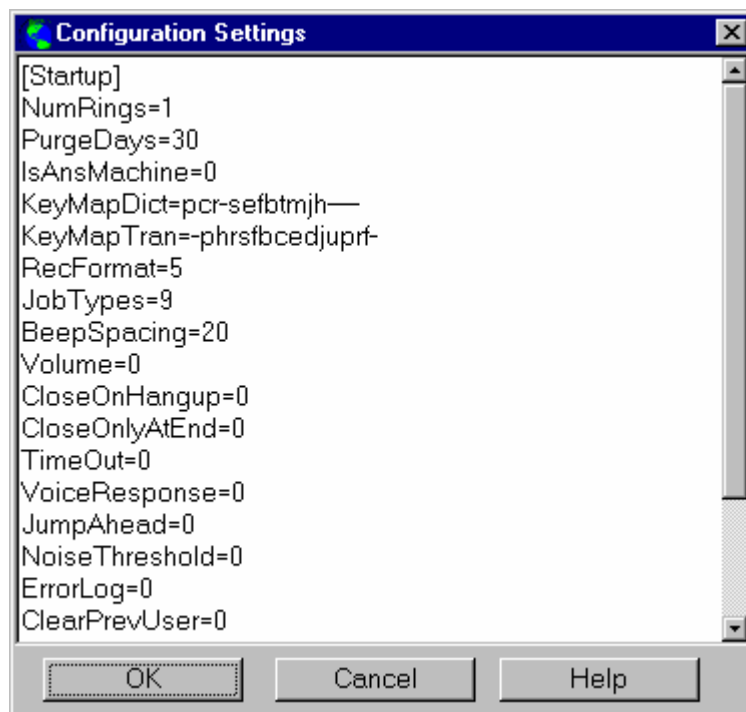 Configuration Settings
[Startup]
NumRings=1
PurgeDays=30
IsAnsMachine=0
KeyMapDict=pcr-sefbtmjh----
KeyMapTran=-phrsfbcedjuprf-
RecFormat=5
JobTypes=9
BeepSpacing=20
Volume=0
CloseOnHangup=0
CloseOnlyAtEnd=0
TimeOut=0
VoiceResponse=0
JumpAhead=0
NoiseThreshold=0
ErrorLog=0
ClearPrevUser=0
OK Cancel Help